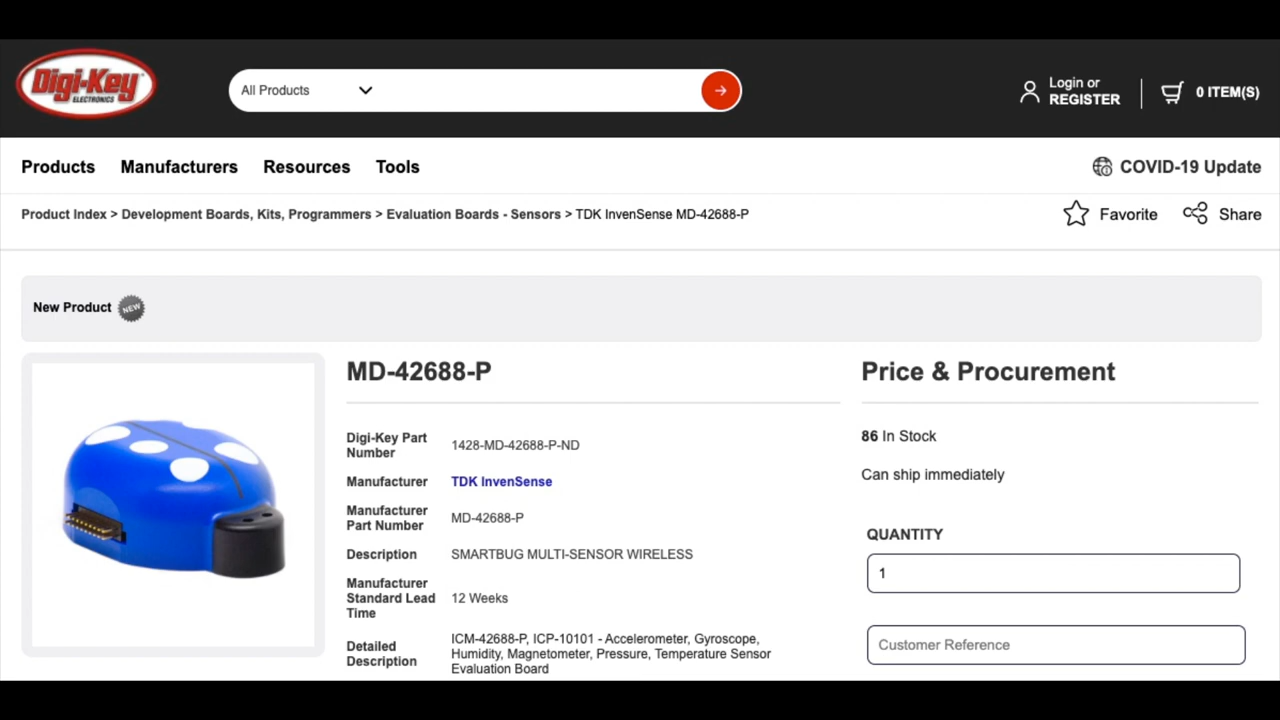 Digi-Key
ELECTRONICS
All Products
Login or
REGISTER
0 ITEM(S)
Products Manufacturers Resources Tools
COVID-19 Update
Product Index > Development Boards, Kits, Programmers > Evaluation Boards - Sensors > TDK InvenSense MD-42688-P
Favorite
Share
New Product
NEW
MD-42688-P
Digi-Key Part
Number
1428-MD-42688-P-ND
Manufacturer
TDK InvenSense
Manufacturer
Part Number
MD-42688-P
Description
SMARTBUG MULTI-SENSOR WIRELESS
Manufacturer
Standard Lead
Time
12 Weeks
Detailed
Description
ICM-42688-P, ICP-10101 - Accelerometer, Gyroscope,
Humidity, Magnetometer, Pressure, Temperature Sensor
Evaluation Board
Price & Procurement
86 In Stock
Can ship immediately
QUANTITY
1
Customer Reference